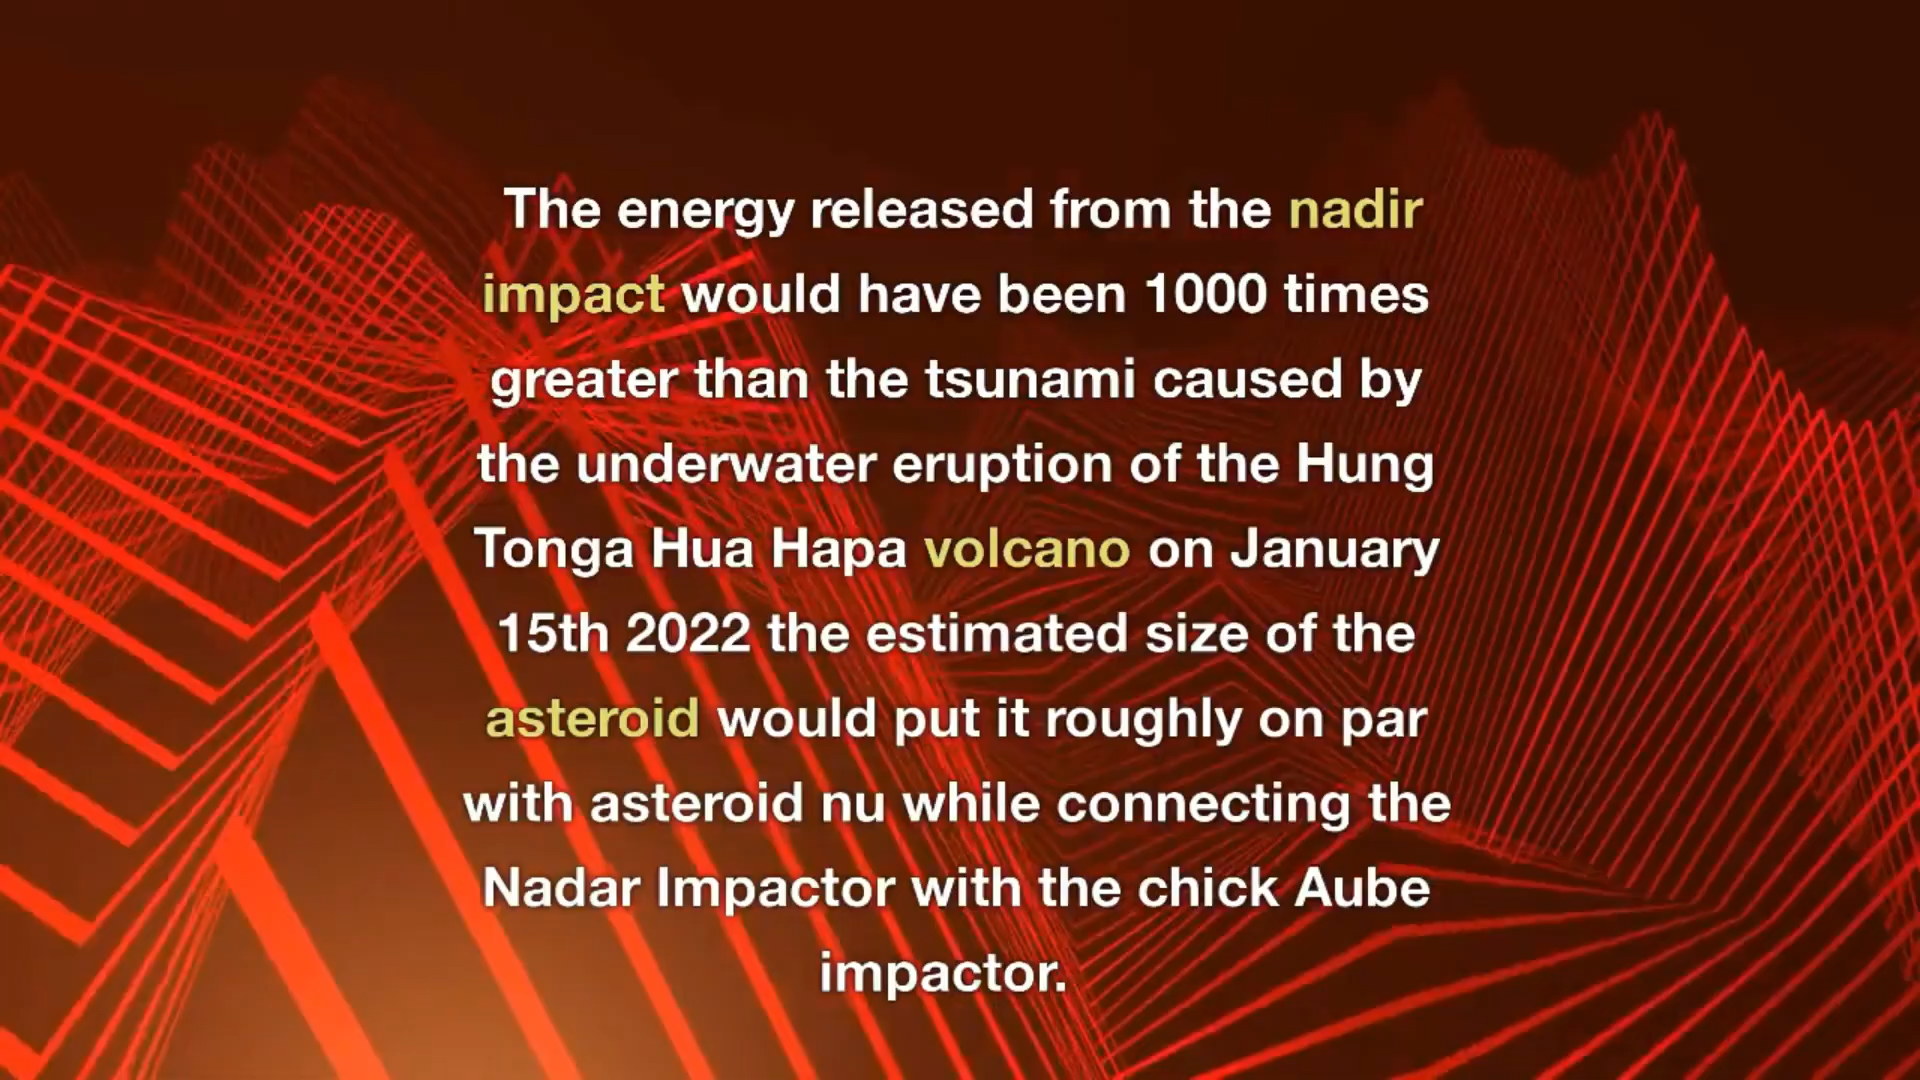 The energy released from the nadir
impact would have been 1000 times
greater than the tsunami caused by
the underwater eruption of the Hung
Tonga Hua Hapa volcano on January
15th 2022 the estimated size of the
asteroid would put it roughly on par
with asteroid nu while connecting the
Nadar Impactor with the chick Aube
impactor.